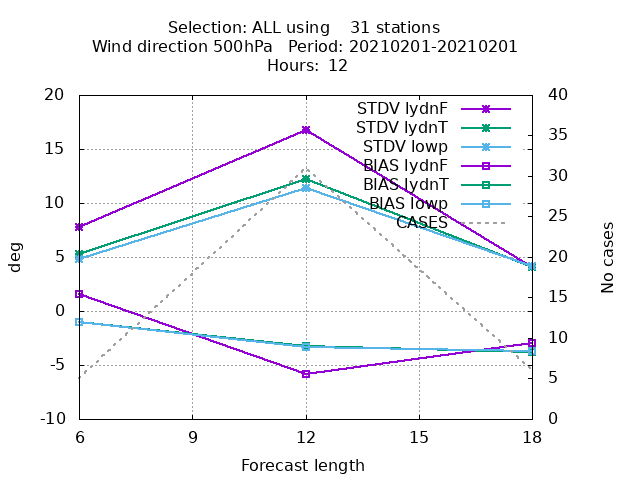 Selection: ALL using    31 stations
Wind direction 500hPa   Period: 20210201-20210201
Hours: 12
20
15
10
5
0
-5
-10
deg
STDV lydnF
STDV lydnT
STDV lowp
BIAS lydnF
BIAS lydnT
BIAS lowp
CASES
40
35
30
25
20
15
10
5
0
No cases
6
9
12
15
18
Forecast length